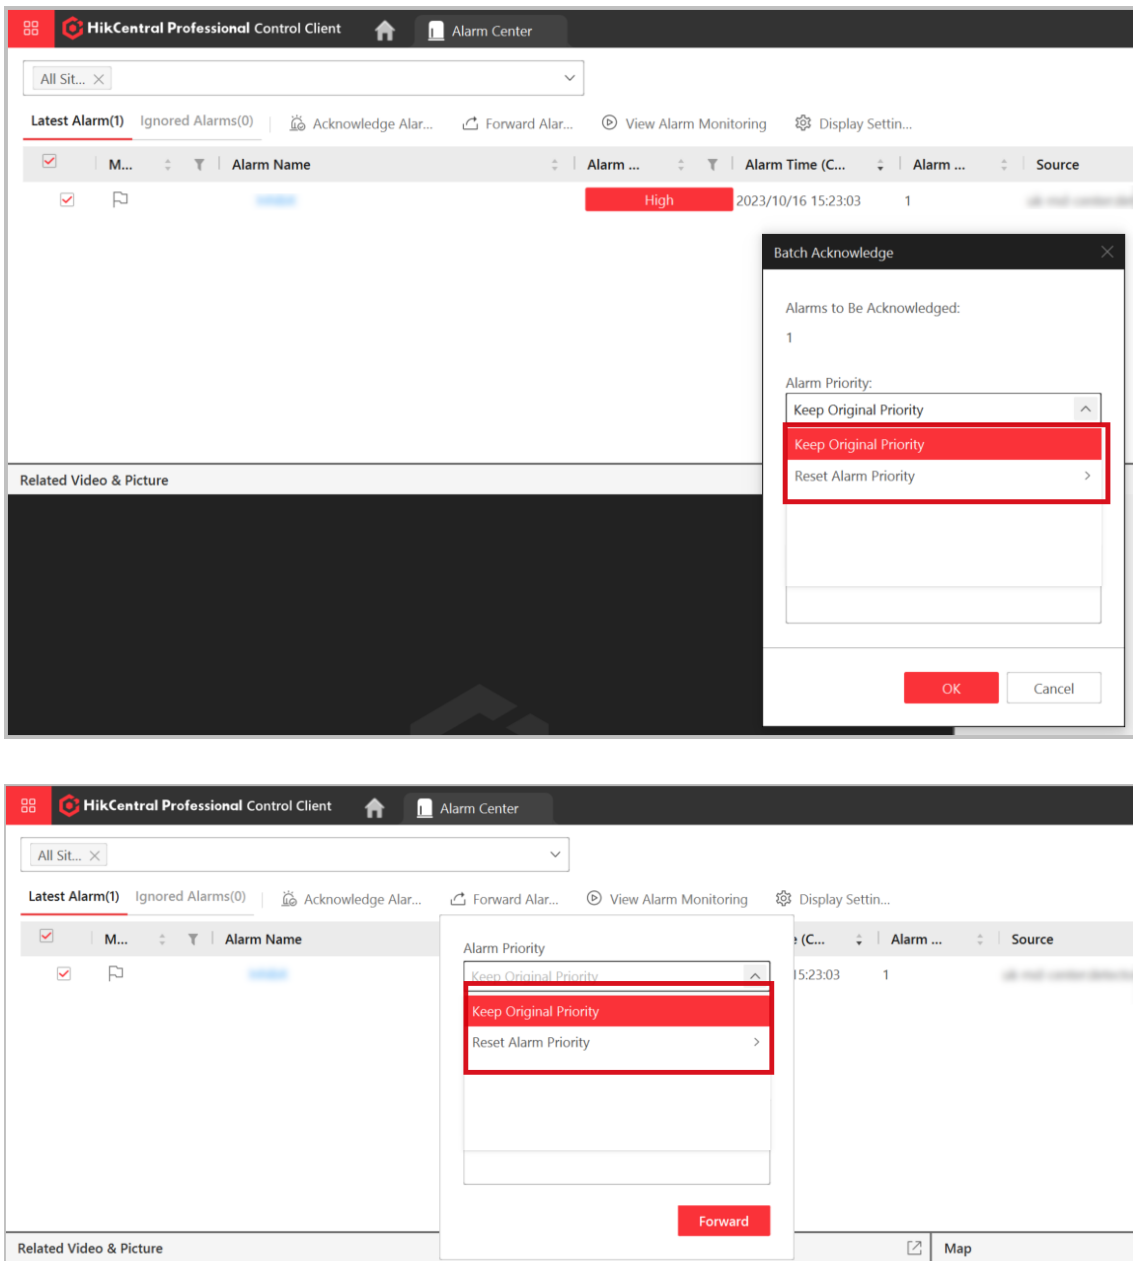 HikCentral Professional Control Client Alarm Center
All Sit...
Latest Alarm(1) Ignored Alarms(0) Acknowledge Alar... Forward Alar... View Alarm Monitoring Display Settin...
M... Alarm Name Alarm ... Alarm Time (C... Alarm ... Source
High 2023/10/16 15:23:03 1
Batch Acknowledge
Alarms to Be Acknowledged:
1
Alarm Priority:
Keep Original Priority
Keep Original Priority
Reset Alarm Priority
Related Video & Picture
OK Cancel
HikCentral Professional Control Client Alarm Center
All Sit...
Latest Alarm(1) Ignored Alarms(0) Acknowledge Alar... Forward Alar... View Alarm Monitoring Display Settin...
M... Alarm Name (C... Alarm ... Source
15:23:03 1
Alarm Priority
Keep Original Priority
Keep Original Priority
Reset Alarm Priority
Forward
Related Video & Picture Map